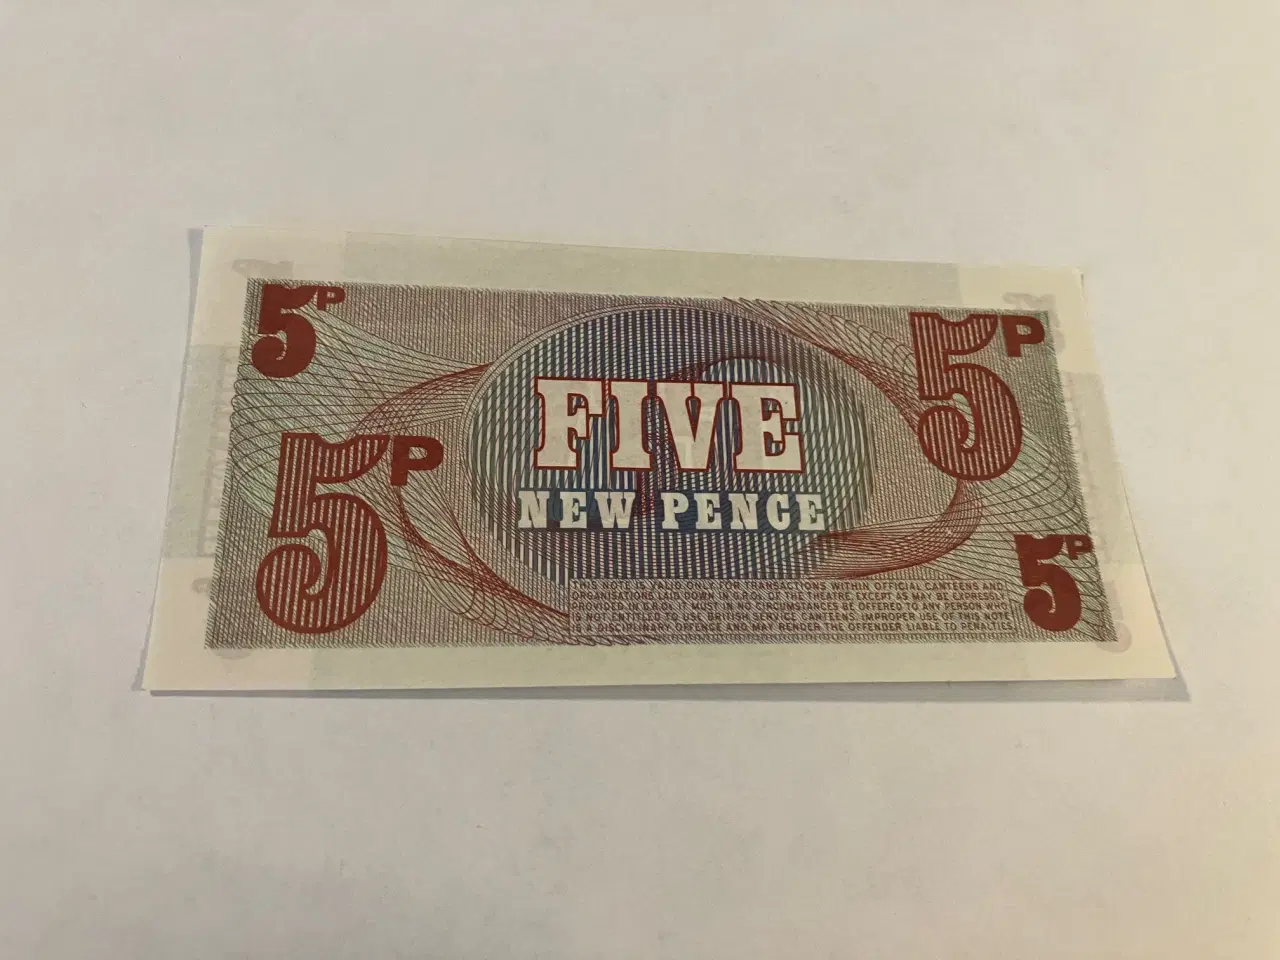 5P
5P
FIVE
NEW PENCE
5P
5P
THIS NOTE IS VALID ONLY FOR TRANSACTIONS WITHIN OFFICIAL CANTEENS AND
ORGANISATIONS LAID DOWN IN G.R.Os. OF THE THEATRE, EXCEPT AS MAY BE EXPRESSLY
PROVIDED IN G.R.Os. IT MUST IN NO CIRCUMSTANCES BE OFFERED TO ANY PERSON WHO
IS NOT ENTITLED TO USE BRITISH SERVICE CANTEENS. IMPROPER USE OF THIS NOTE
IS A DISCIPLINARY OFFENCE AND MAY RENDER THE OFFENDER LIABLE TO PENALTIES.